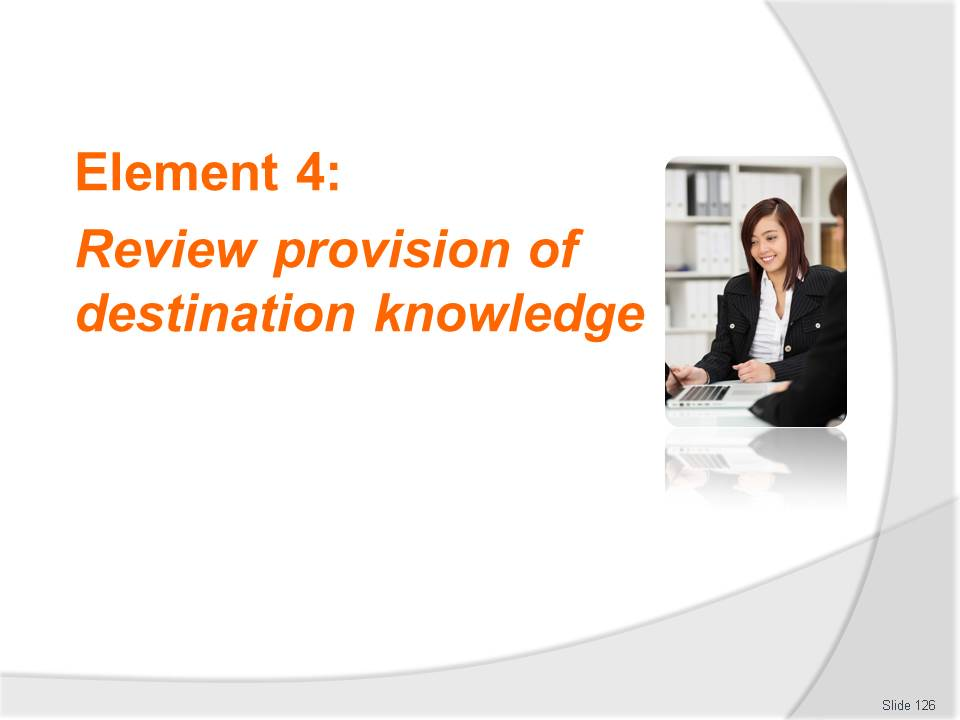 Element 4:
Review provision of
destination knowledge
Slide 126